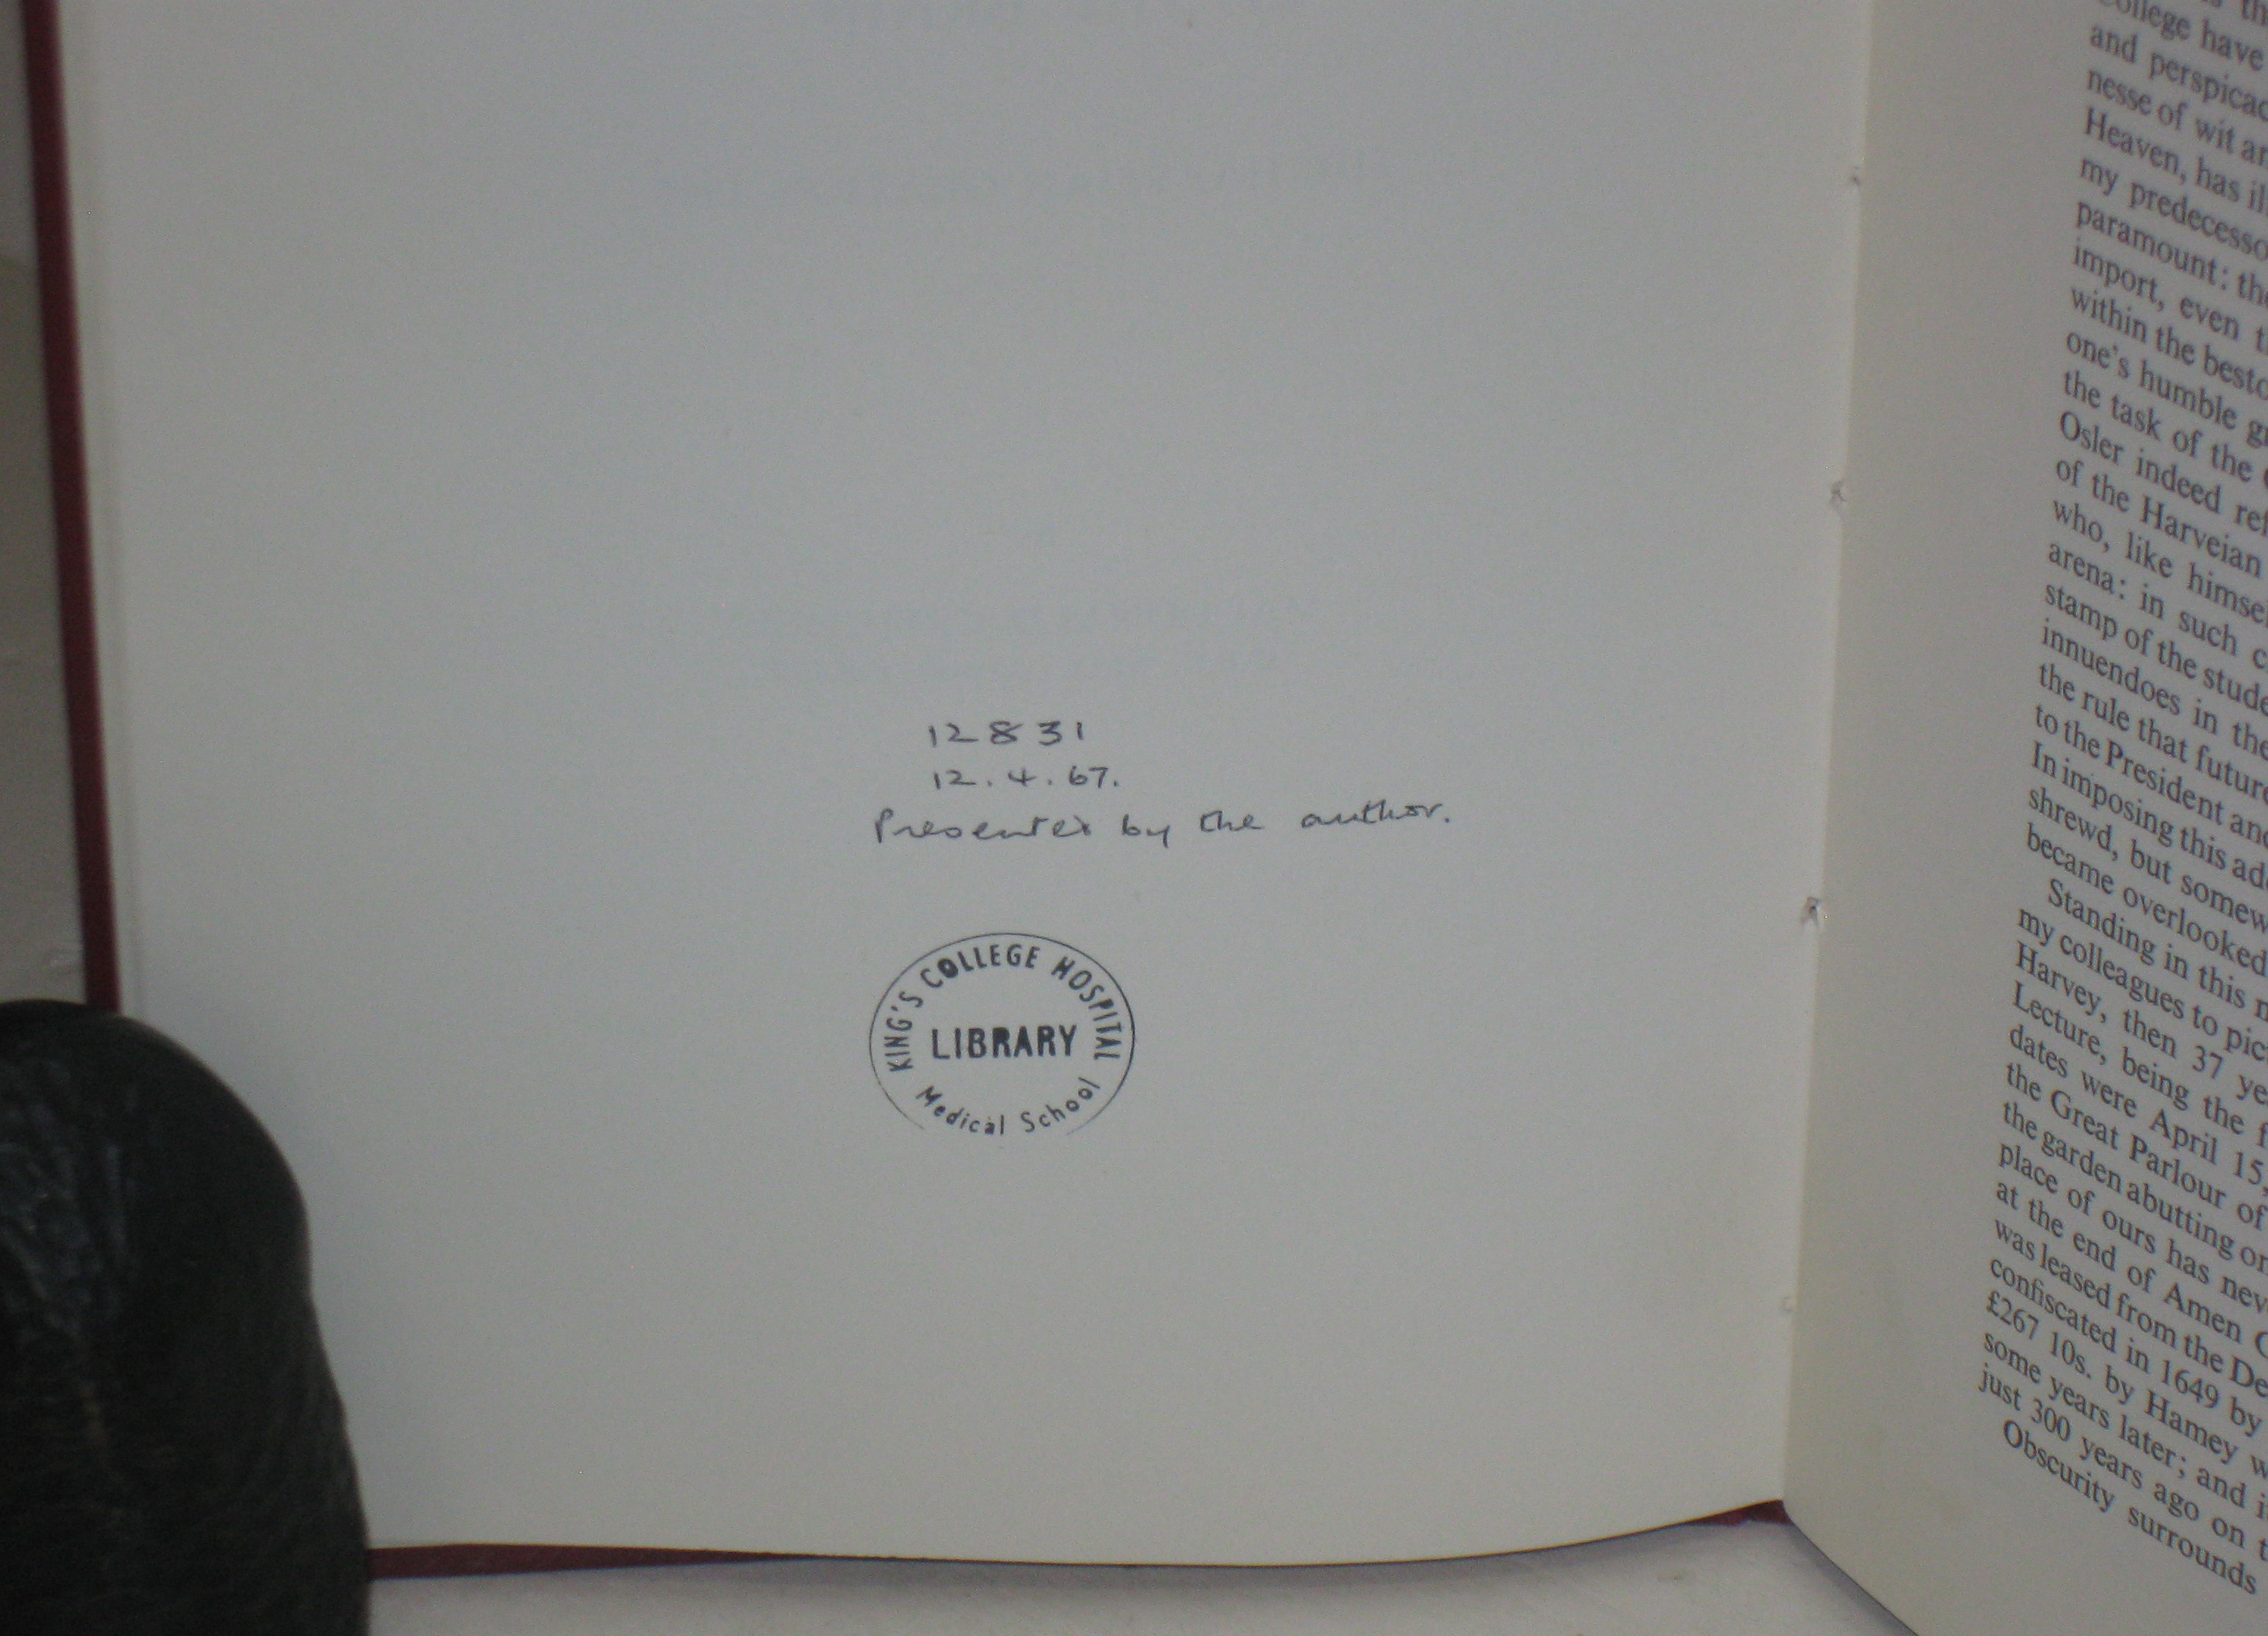 12831
12.4.67.
Presented by the author.
KING'S COLLEGE HOSPITAL
LIBRARY
Medical School
College have
and perspicac
nesse of wit an
Heaven, has il
my predecesso
paramount: the
import, even t
within the besto
one's humble g
the task of the
Osler indeed ref
of the Harveian
who, like himse
arena: in such c
stamp of the stude
innuendoes in the
the rule that future
to the President and
In imposing this ad
shrewd, but somew
became overlooked
Standing in this
my colleagues to pic
Harvey, then 37 ye
Lecture, being the f
dates were April 15,
the Great Parlour of
the garden abutting on
place of ours has nev
at the end of Amen C
was leased from the De
confiscated in 1649 by
£267 10s. by Hamey w
some years later; and i
just 300 years ago on t
Obscurity surrounds